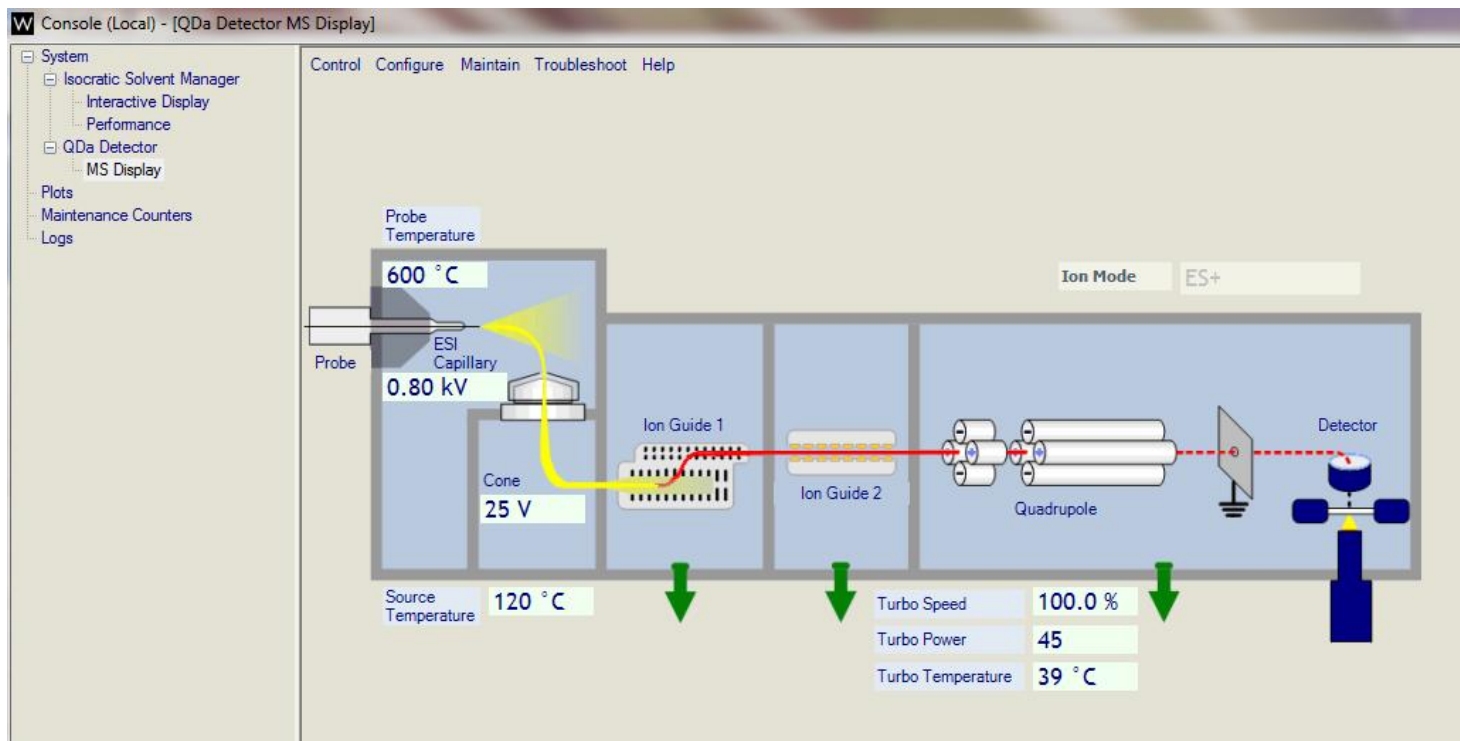 W Console (Local) - [QDa Detector MS Display]
System
Isocratic Solvent Manager
Interactive Display
Performance
QDa Detector
MS Display
Plots
Maintenance Counters
Logs
Control Configure Maintain Troubleshoot Help
Probe
Temperature
600 °C
Ion Mode ES+
Probe
ESI
Capillary
0.80 kV
Ion Guide 1
Detector
Cone
25 V
Ion Guide 2
Quadrupole
Source
Temperature
120 °C
Turbo Speed 100.0 %
Turbo Power 45
Turbo Temperature 39 °C